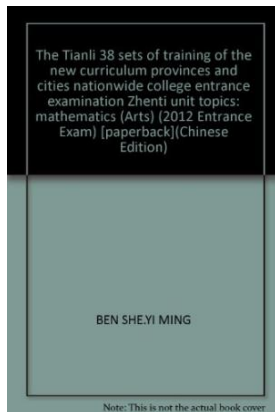 The Tianli 38 sets of training of the
new curriculum provinces and
cities nationwide college entrance
examination Zhenti unit topics:
mathematics (Arts) (2012 Entrance
Exam) [paperback](Chinese
Edition)
BEN SHE.YI MING
Note: This is not the actual book cover